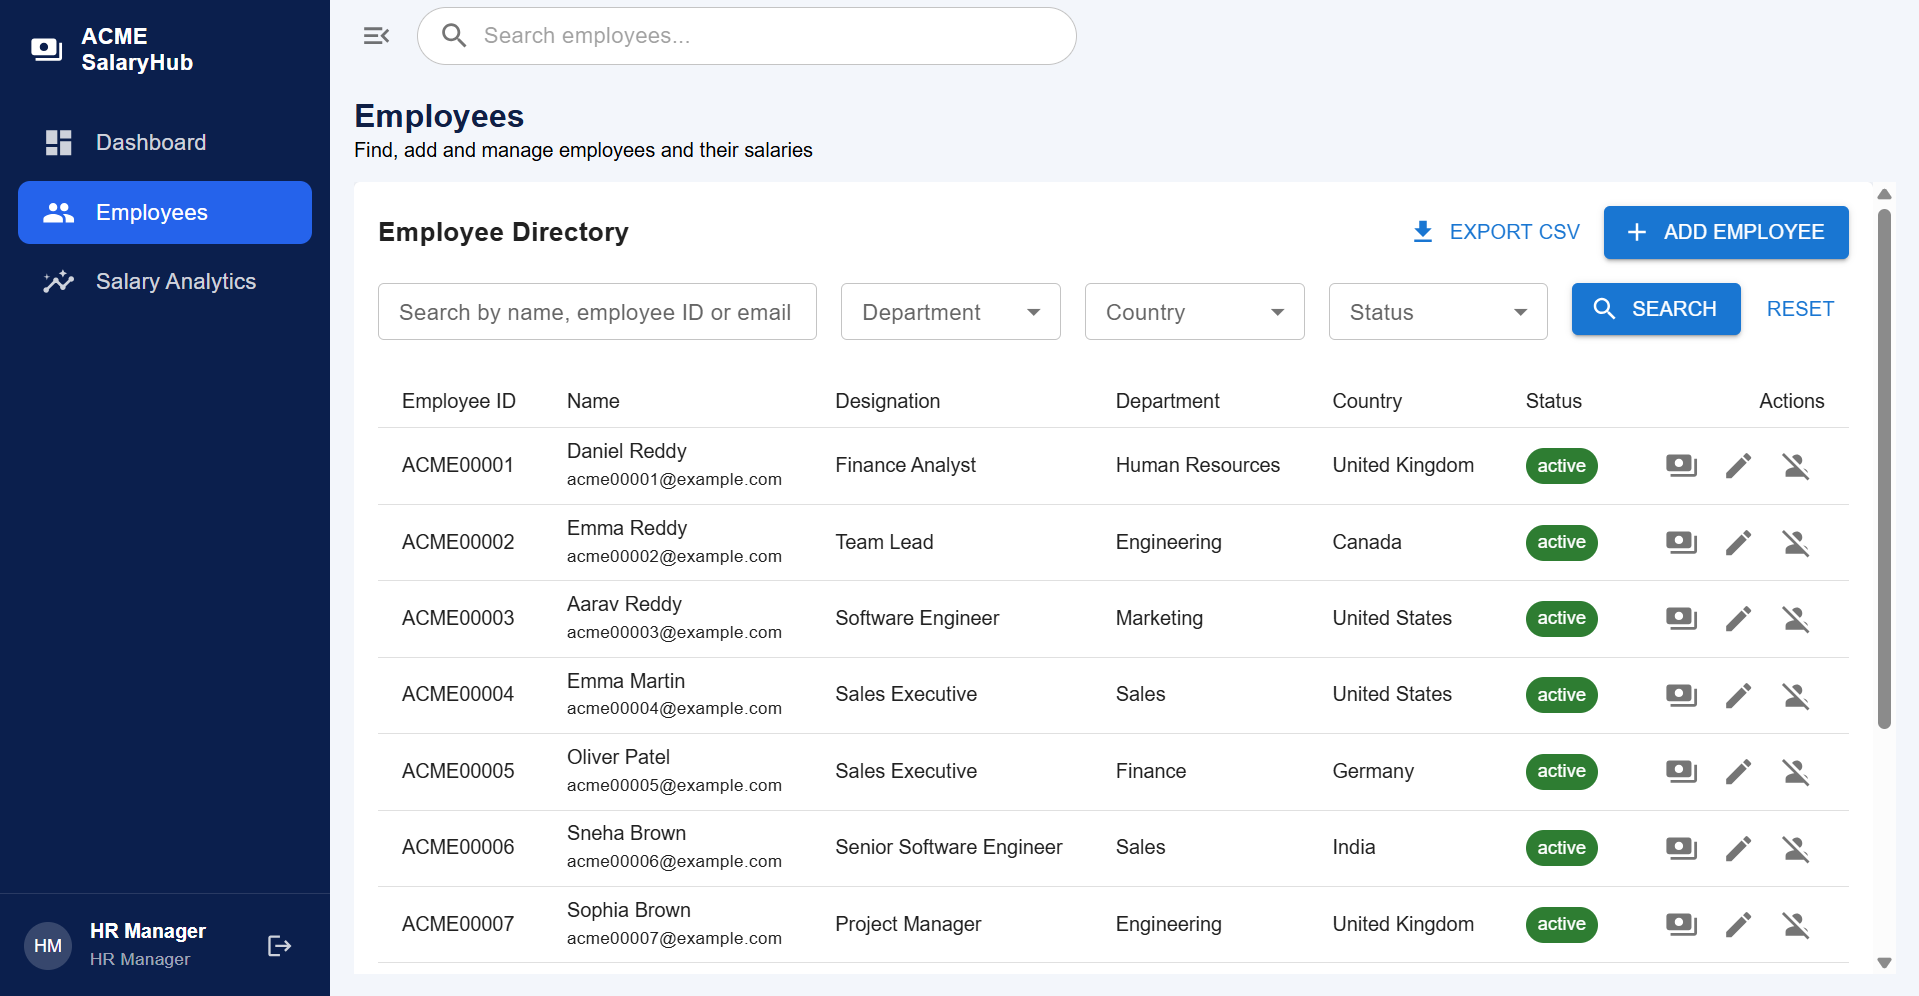 ACME
SalaryHub
Dashboard
Employees
Salary Analytics
HM
HR Manager
HR Manager
Search employees...
Employees
Find, add and manage employees and their salaries
Employee Directory
EXPORT CSV
ADD EMPLOYEE
Search by name, employee ID or email
Department
Country
Status
SEARCH
RESET
Employee ID Name Designation Department Country Status Actions
ACME00001 Daniel Reddy Finance Analyst Human Resources United Kingdom active
acme00001@example.com
ACME00002 Emma Reddy Team Lead Engineering Canada active
acme00002@example.com
ACME00003 Aarav Reddy Software Engineer Marketing United States active
acme00003@example.com
ACME00004 Emma Martin Sales Executive Sales United States active
acme00004@example.com
ACME00005 Oliver Patel Sales Executive Finance Germany active
acme00005@example.com
ACME00006 Sneha Brown Senior Software Engineer Sales India active
acme00006@example.com
ACME00007 Sophia Brown Project Manager Engineering United Kingdom active
acme00007@example.com